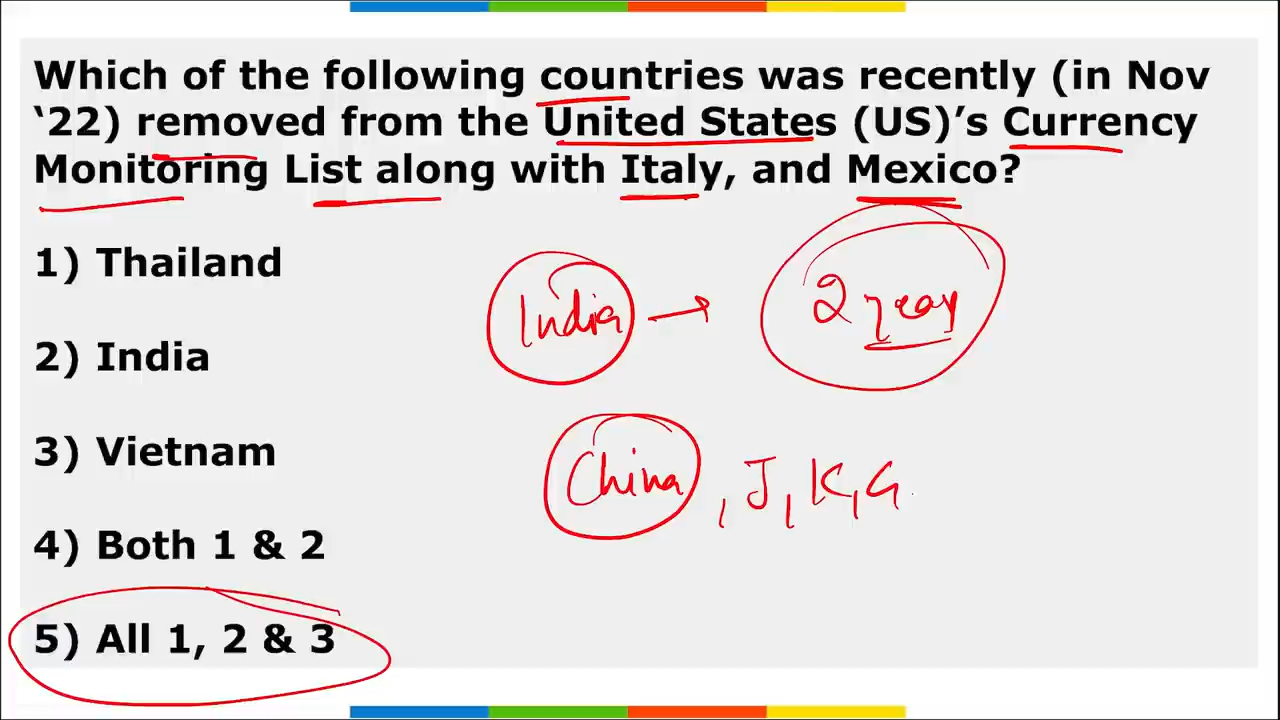 Which of the following countries was recently (in Nov
‘22) removed from the United States (US)’s Currency
Monitoring List along with Italy, and Mexico?
1) Thailand
India → 2 year
2) India
3) Vietnam
China, J, K, G
4) Both 1 & 2
5) All 1, 2 & 3